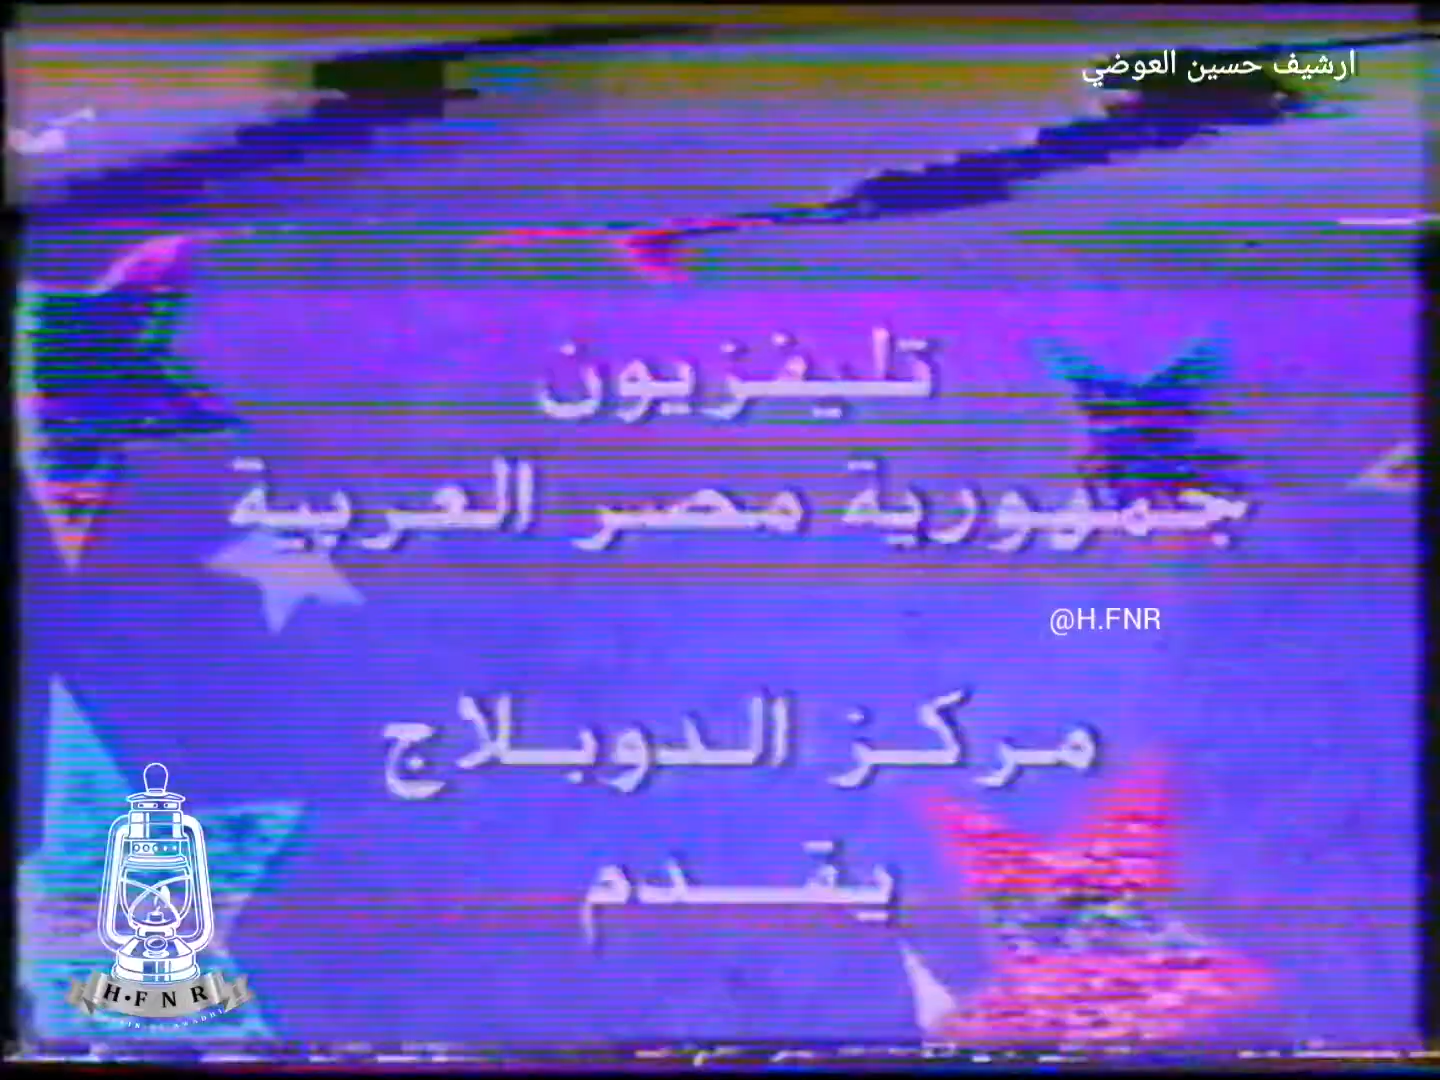 ارشيف حسين العوضي
تليفزيون
جمهورية مصر العربية
@H.FNR
مركز الدوبلاج
يقدم
H.FNR